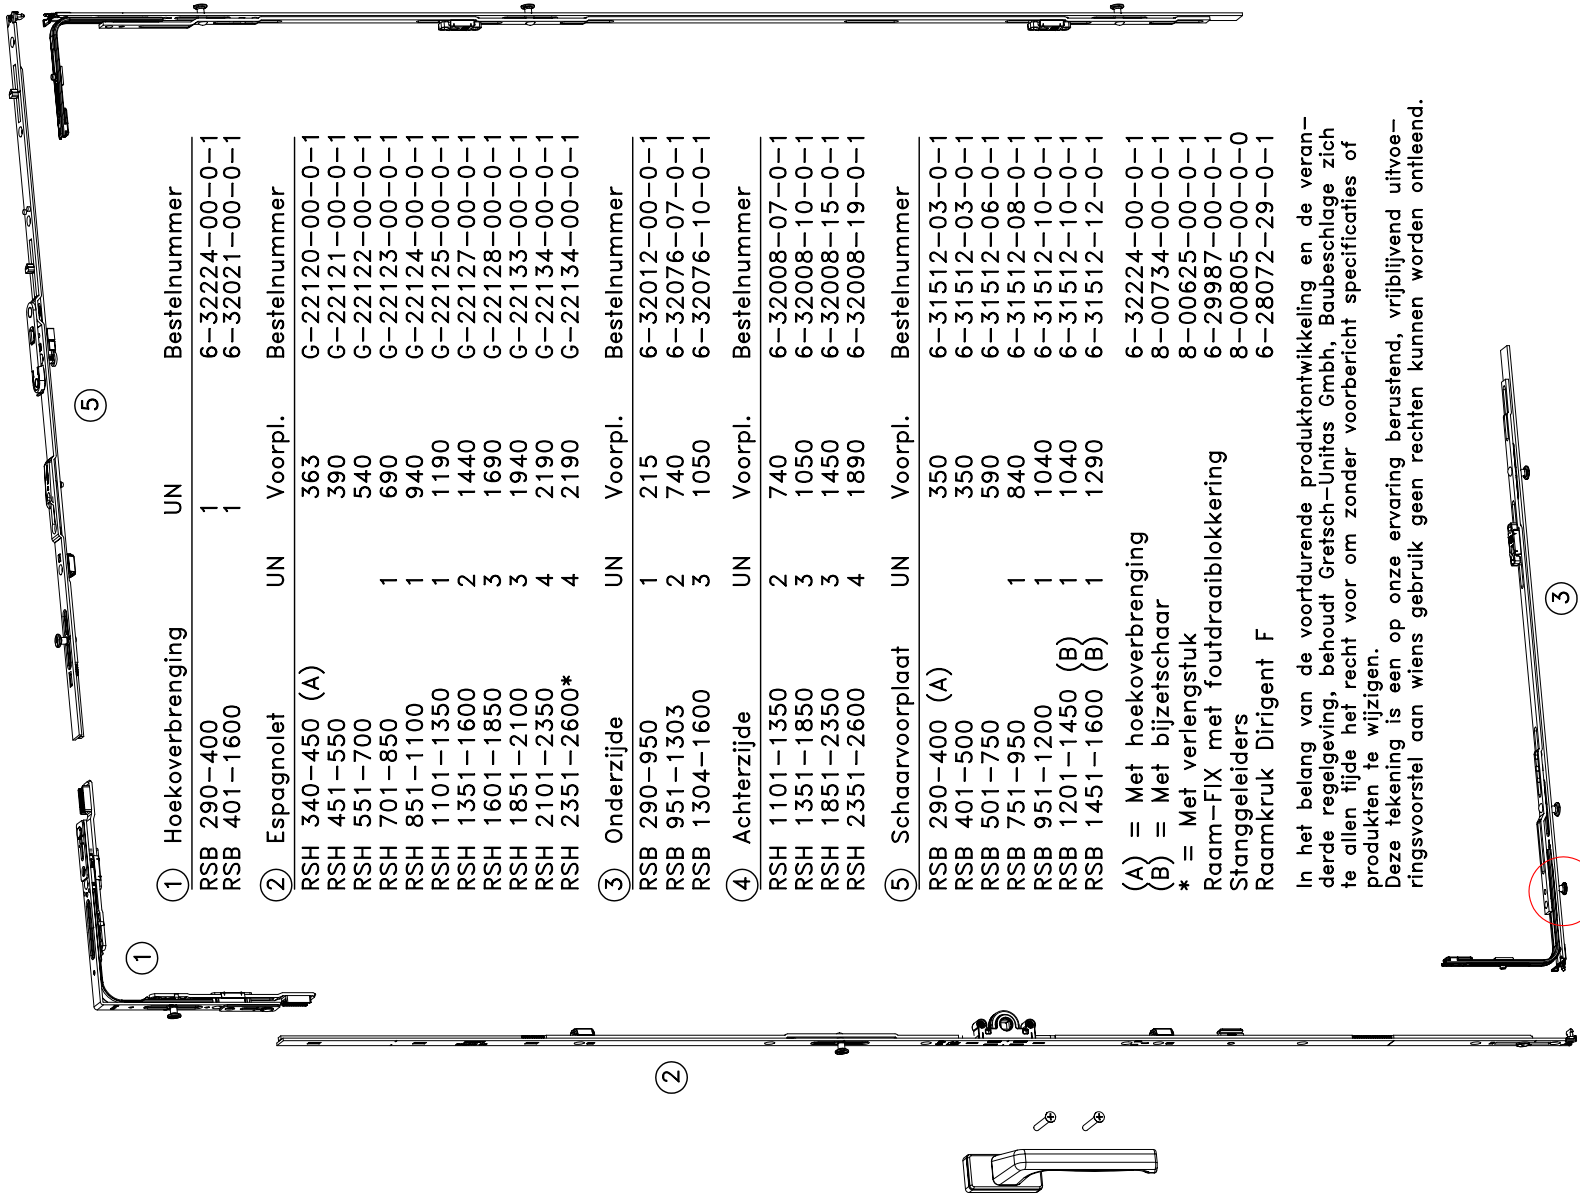 1 Hoekoverbrenging UN Bestelnummer
RSB 290-400 1 6-32224-00-0-1
RSB 401-1600 1 6-32021-00-0-1
2 Espagnolet UN Voorpl. Bestelnummer
RSH 340-450 (A) 363 G-22120-00-0-1
RSH 451-550 390 G-22121-00-0-1
RSH 551-700 540 G-22122-00-0-1
RSH 701-850 1 690 G-22123-00-0-1
RSH 851-1100 1 940 G-22124-00-0-1
RSH 1101-1350 1 1190 G-22125-00-0-1
RSH 1351-1600 2 1440 G-22127-00-0-1
RSH 1601-1850 3 1690 G-22128-00-0-1
RSH 1851-2100 3 1940 G-22133-00-0-1
RSH 2101-2350 4 2190 G-22134-00-0-1
RSH 2351-2600* 4 2190 G-22134-00-0-1
3 Onderzijde UN Voorpl. Bestelnummer
RSB 290-950 1 215 6-32012-00-0-1
RSB 951-1303 2 740 6-32076-07-0-1
RSB 1304-1600 3 1050 6-32076-10-0-1
4 Achterzijde UN Voorpl. Bestelnummer
RSH 1101-1350 2 740 6-32008-07-0-1
RSH 1351-1850 3 1050 6-32008-10-0-1
RSH 1851-2350 3 1450 6-32008-15-0-1
RSH 2351-2600 4 1890 6-32008-19-0-1
5 Schaarvoorplaat UN Voorpl. Bestelnummer
RSB 290-400 (A) 350 6-31512-03-0-1
RSB 401-500 350 6-31512-03-0-1
RSB 501-750 590 6-31512-06-0-1
RSB 751-950 1 840 6-31512-08-0-1
RSB 951-1200 1 1040 6-31512-10-0-1
RSB 1201-1450 (B) 1 1040 6-31512-10-0-1
RSB 1451-1600 (B) 1 1290 6-31512-12-0-1
(A) = Met hoekoverbrenging 6-32224-00-0-1
(B) = Met bijzetschaar 8-00734-00-0-1
* = Met verlengstuk 8-00625-00-0-1
Raam-FIX met foutdraaiblokkering 6-29987-00-0-1
Stanggeleiders 8-00805-00-0-0
Raamkruk Dirigent F 6-28072-29-0-1
In het belang van de voortdurende produktontwikkeling en de veran-
derde regelgeving, behoudt Gretsch-Unitas Gmbh, Baubeschlage zich
te allen tijde het recht voor om zonder voorbericht specificaties of
produkten te wijzigen.
Deze tekening is een op onze ervaring berustend, vrijblijvend uitvoe-
ringsvoorstel aan wiens gebruik geen rechten kunnen worden ontleend.
1
2
3
5